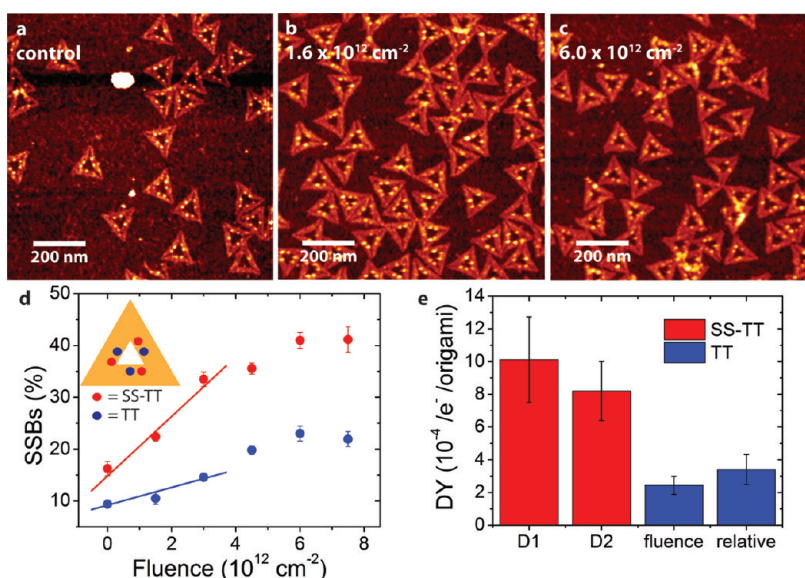 a
control
200 nm
b
1.6 x 10¹² cm⁻²
200 nm
c
6.0 x 10¹² cm⁻²
200 nm
d
50
40
30
20
10
SSBs (%)
= SS-TT
= TT
0 2 4 6 8
Fluence (10¹² cm⁻²)
e
14
12
10
8
6
4
2
0
DY (10⁻⁴ /e⁻ /origami)
SS-TT
TT
D1 D2 fluence relative